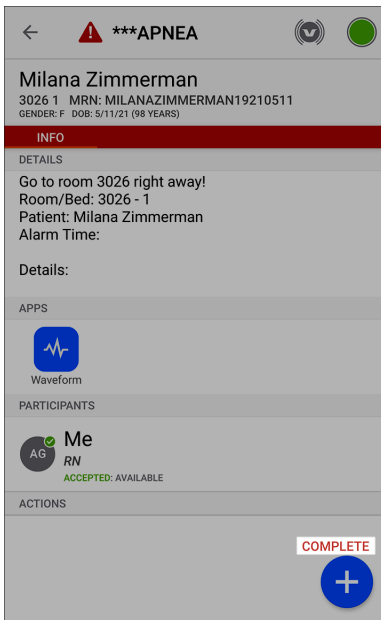 ***APNEA
Milana Zimmerman
3026 1 MRN: MILANAZIMMERMAN19210511
GENDER: F DOB: 5/11/21 (98 YEARS)
INFO
DETAILS
Go to room 3026 right away!
Room/Bed: 3026 - 1
Patient: Milana Zimmerman
Alarm Time:
Details:
APPS
Waveform
PARTICIPANTS
AG
Me
RN
ACCEPTED: AVAILABLE
ACTIONS
COMPLETE